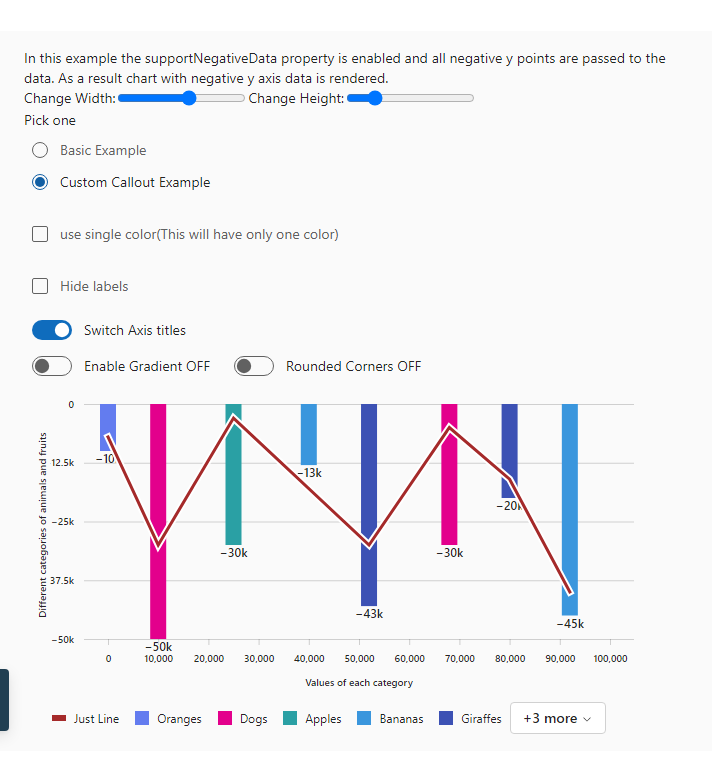 In this example the supportNegativeData property is enabled and all negative y points are passed to the
data. As a result chart with negative y axis data is rendered.
Change Width: Change Height:
Pick one
Basic Example
Custom Callout Example
use single color(This will have only one color)
Hide labels
Switch Axis titles
Enable Gradient OFF Rounded Corners OFF
Different categories of animals and fruits
0
12.5k
−25k
37.5k
−50k
−10
−50k
−30k
−13k
−43k
−30k
−20k
−45k
0 10,000 20,000 30,000 40,000 50,000 60,000 70,000 80,000 90,000 100,000
Values of each category
Just Line Oranges Dogs Apples Bananas Giraffes +3 more